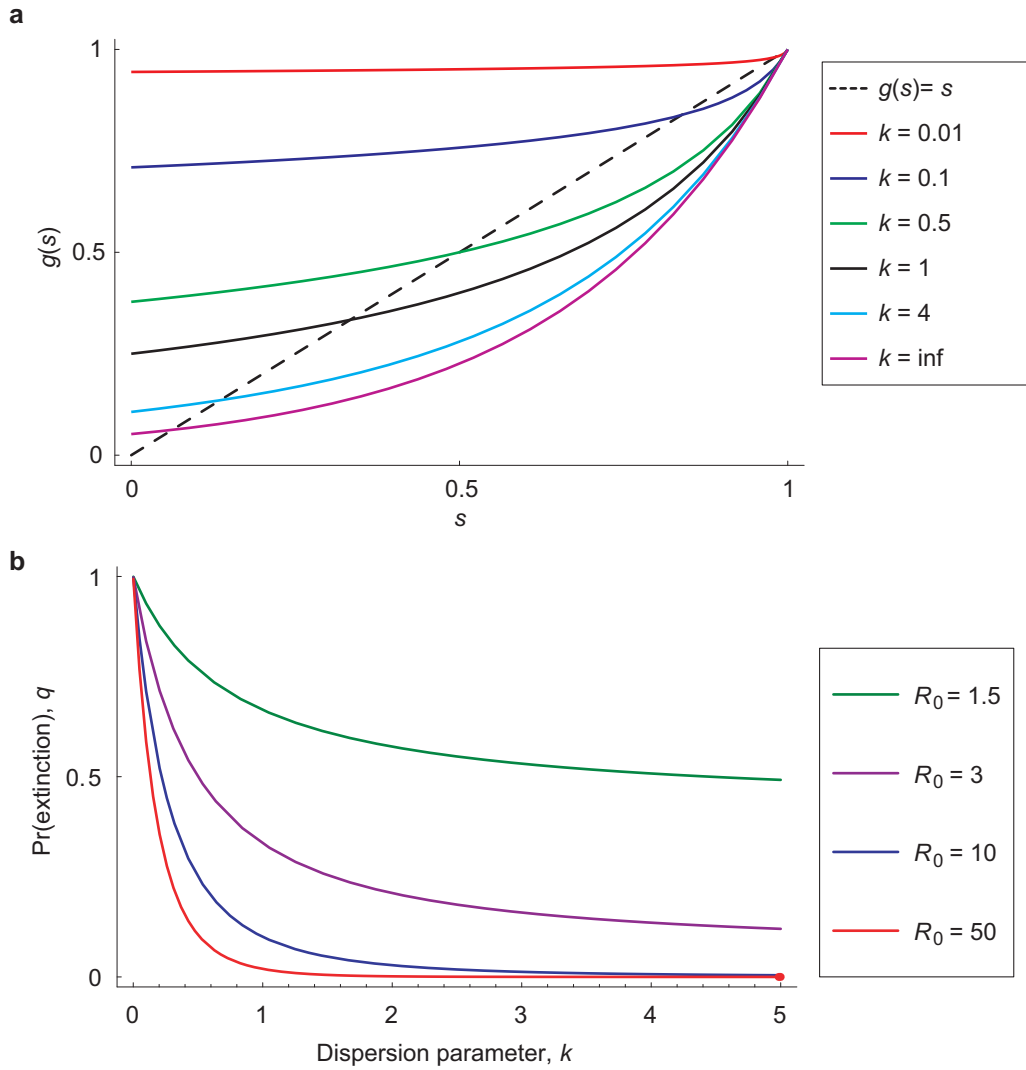 a
1
0.5
0
g(s)
0
0.5
1
s
g(s)= s
k = 0.01
k = 0.1
k = 0.5
k = 1
k = 4
k = inf
b
1
0.5
0
Pr(extinction), q
0
1
2
3
4
5
Dispersion parameter, k
R0 = 1.5
R0 = 3
R0 = 10
R0 = 50